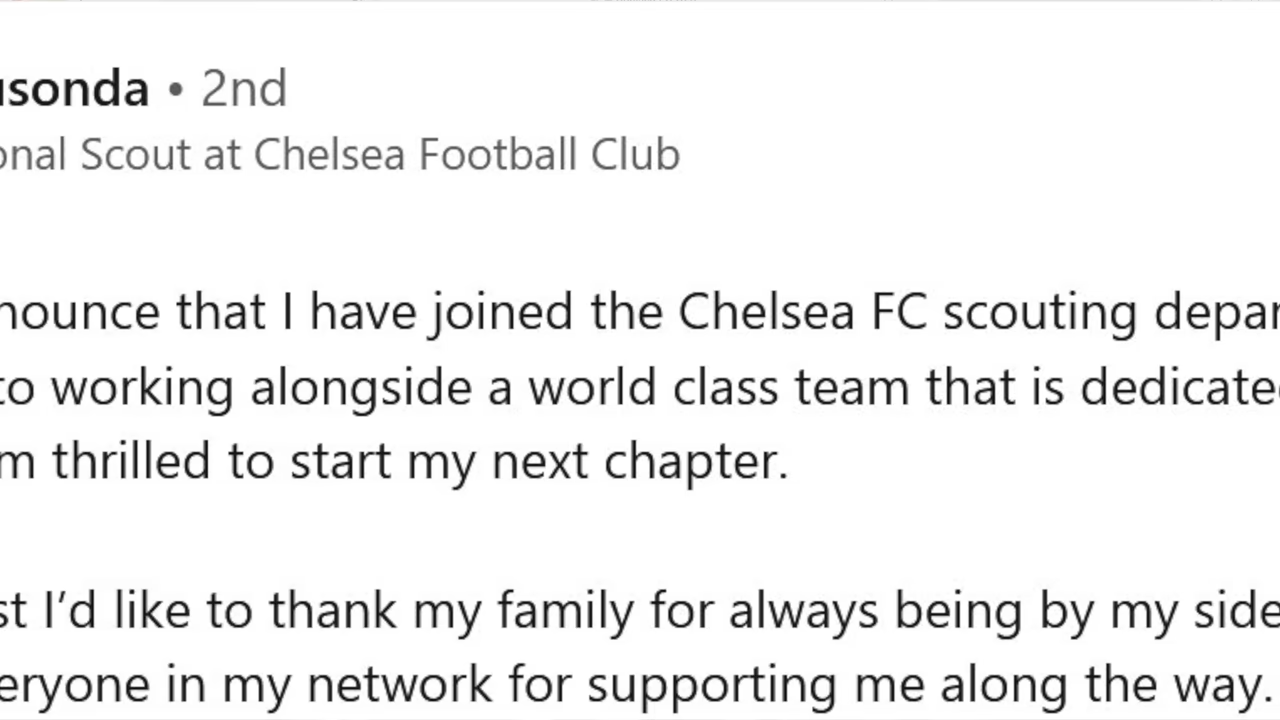 usonda • 2nd
onal Scout at Chelsea Football Club
nounce that I have joined the Chelsea FC scouting depar
to working alongside a world class team that is dedicated
m thrilled to start my next chapter.
st I’d like to thank my family for always being by my side
eryone in my network for supporting me along the way.